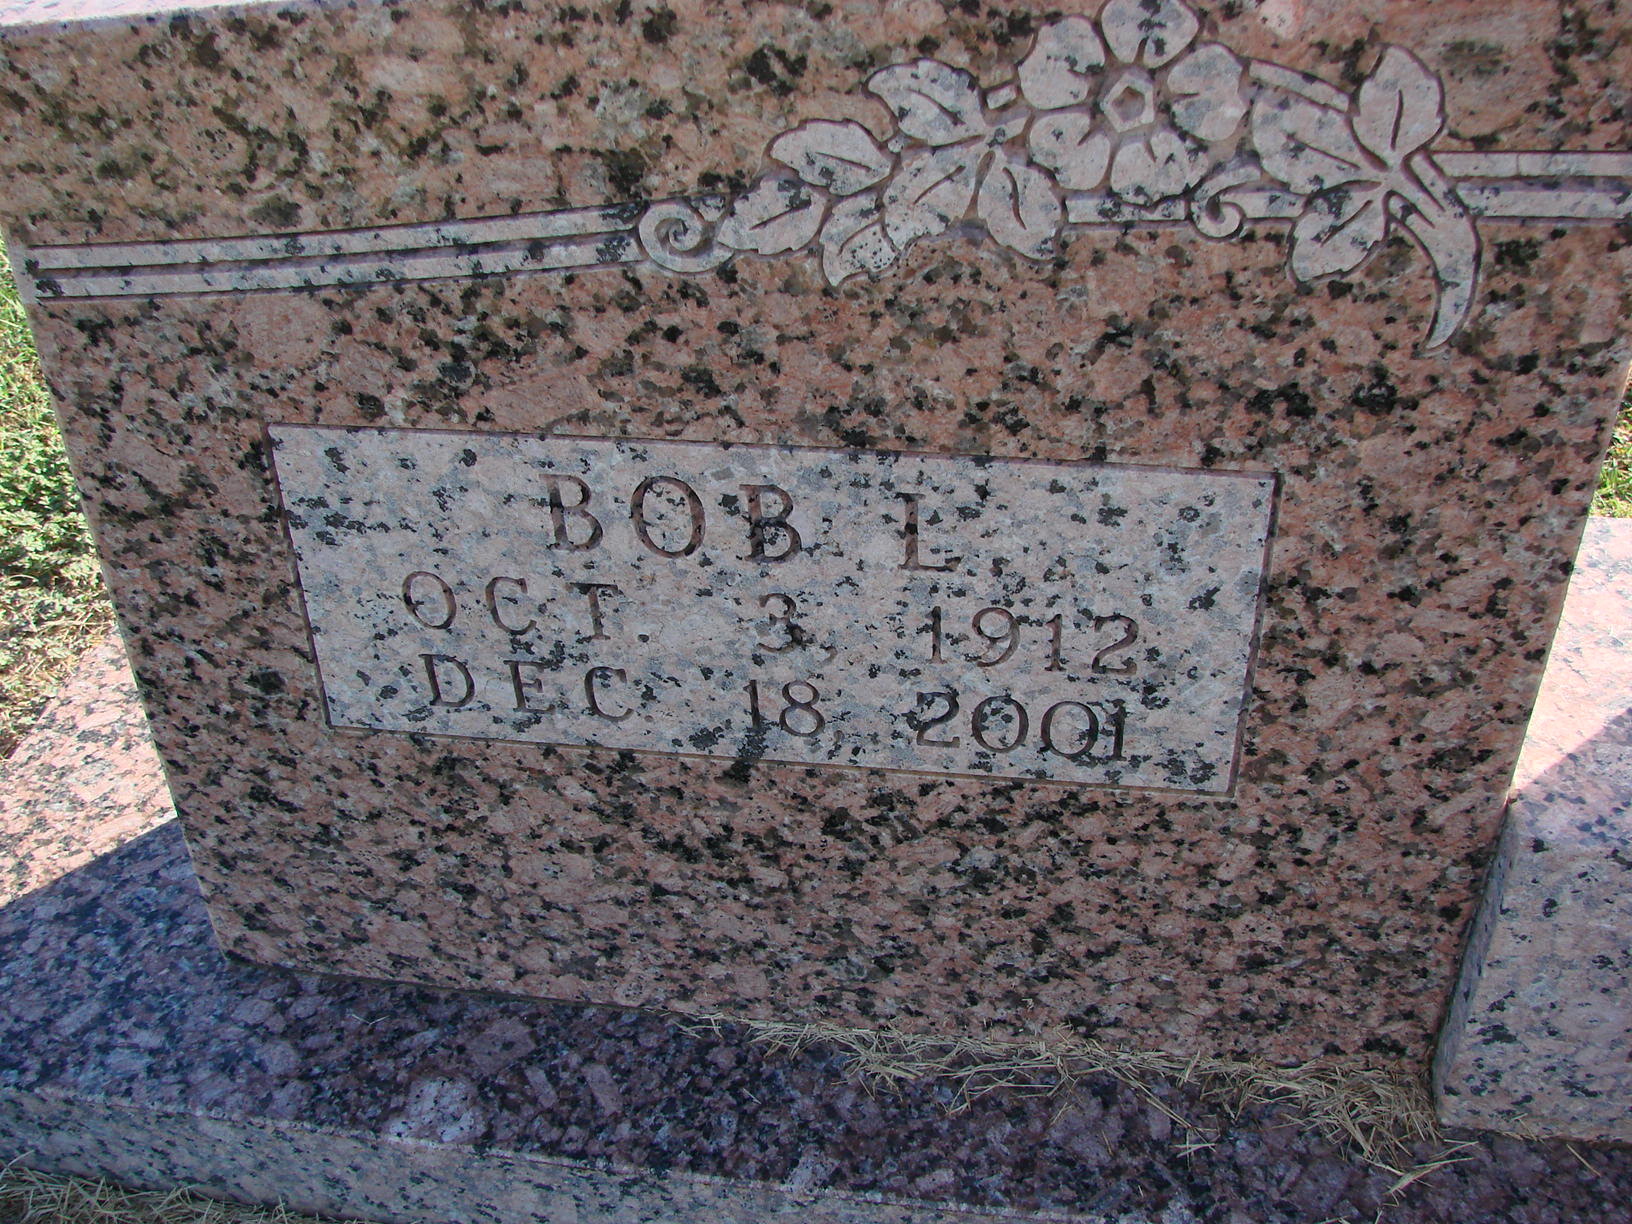 BOB L.
OCT. 3, 1912
DEC. 18, 2001